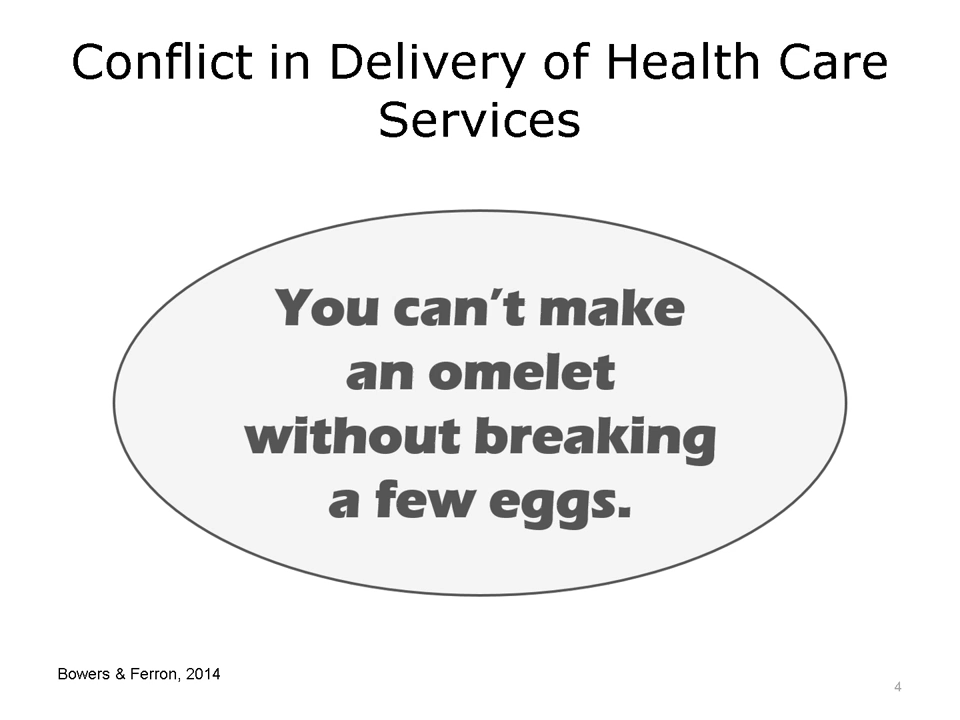 Conflict in Delivery of Health Care
Services
You can’t make
an omelet
without breaking
a few eggs.
Bowers & Ferron, 2014
4